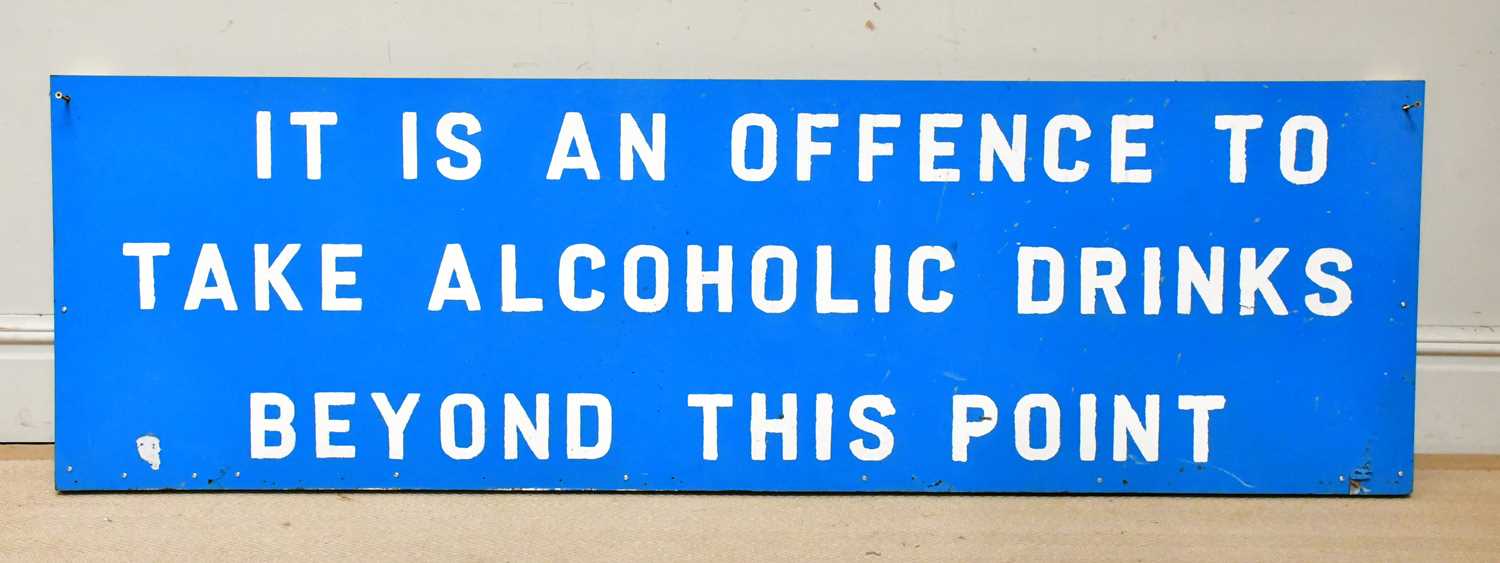 IT IS AN OFFENCE TO
TAKE ALCOHOLIC DRINKS
BEYOND THIS POINT